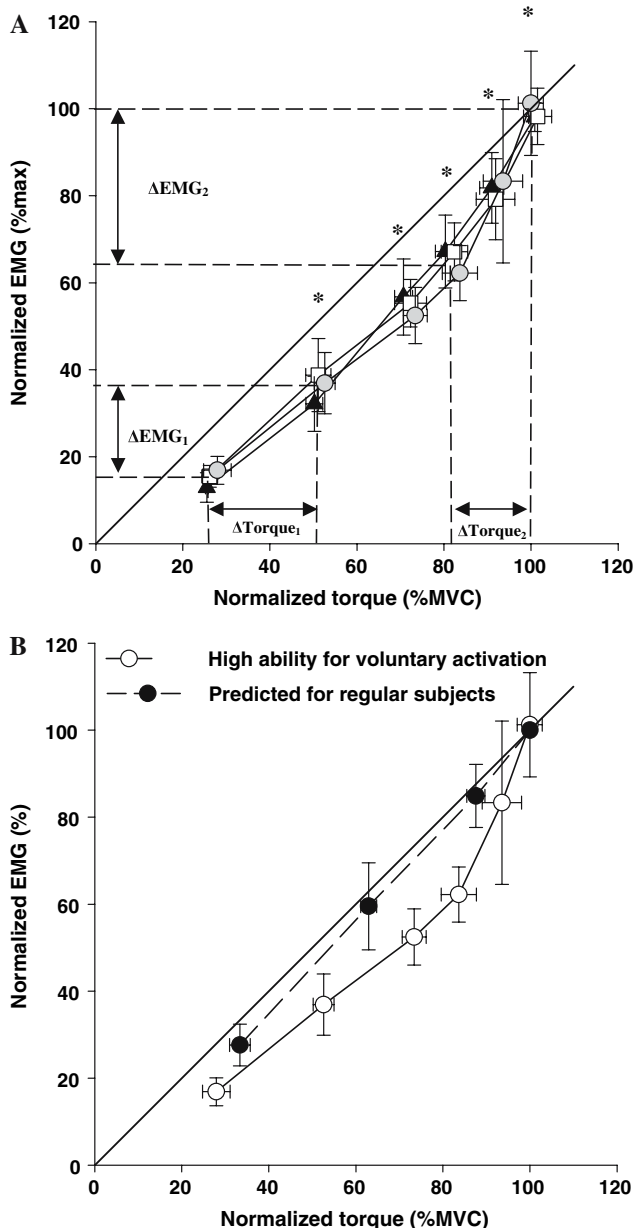 A
120
100
80
60
40
20
0
Normalized EMG (%max)
ΔEMG₂
ΔEMG₁
*
*
*
*
*
*
ΔTorque₁
ΔTorque₂
0 20 40 60 80 100 120
Normalized torque (%MVC)
B
High ability for voluntary activation
Predicted for regular subjects
120
100
80
60
40
20
0
Normalized EMG (%)
0 20 40 60 80 100 120
Normalized torque (%MVC)